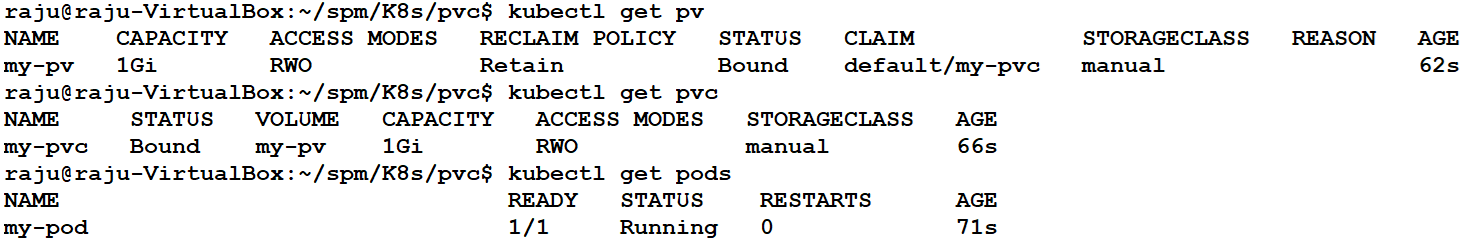 raju@raju-VirtualBox:~/spm/K8s/pvc$ kubectl get pv
NAME CAPACITY ACCESS MODES RECLAIM POLICY STATUS CLAIM STORAGECLASS REASON AGE
my-pv 1Gi RWO Retain Bound default/my-pvc manual 62s
raju@raju-VirtualBox:~/spm/K8s/pvc$ kubectl get pvc
NAME STATUS VOLUME CAPACITY ACCESS MODES STORAGECLASS AGE
my-pvc Bound my-pv 1Gi RWO manual 66s
raju@raju-VirtualBox:~/spm/K8s/pvc$ kubectl get pods
NAME READY STATUS RESTARTS AGE
my-pod 1/1 Running 0 71s